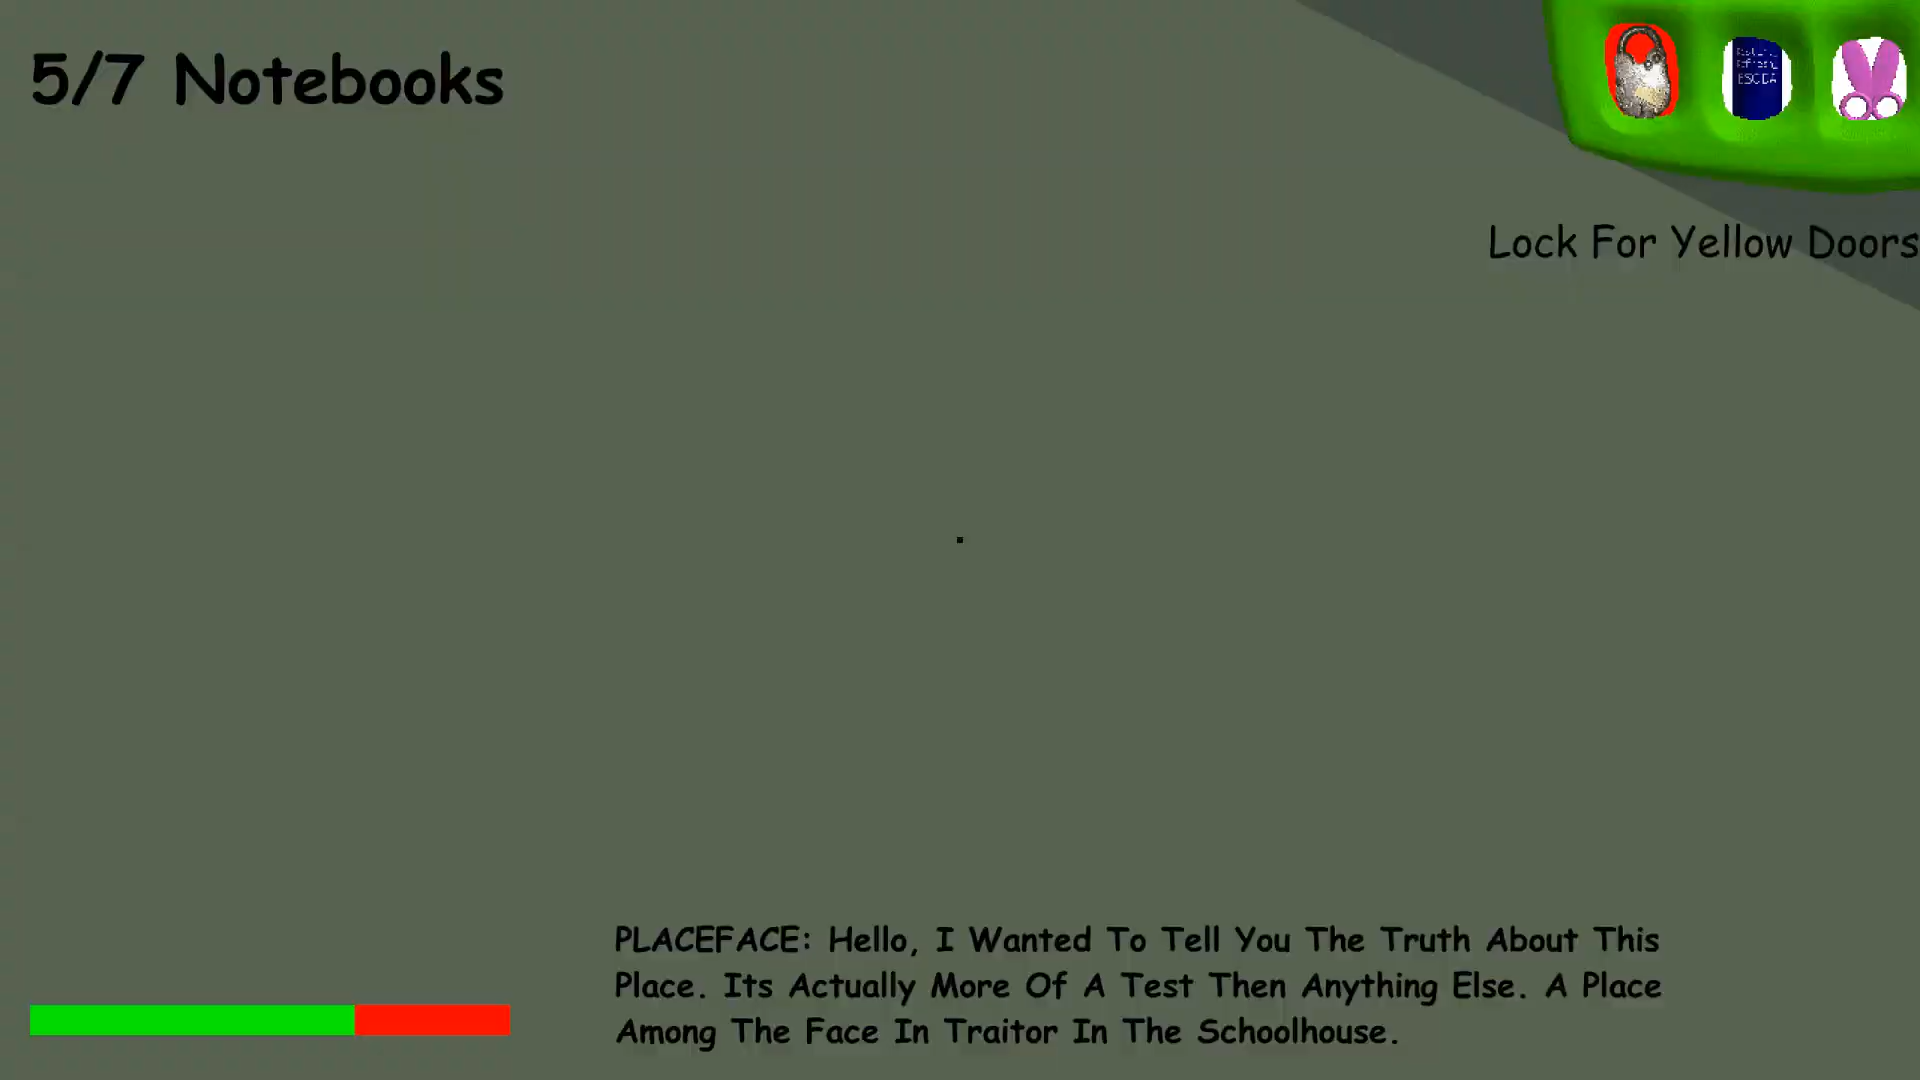 5/7 Notebooks
Lock For Yellow Doors
PLACEFACE: Hello, I Wanted To Tell You The Truth About This
Place. Its Actually More Of A Test Then Anything Else. A Place
Among The Face In Traitor In The Schoolhouse.